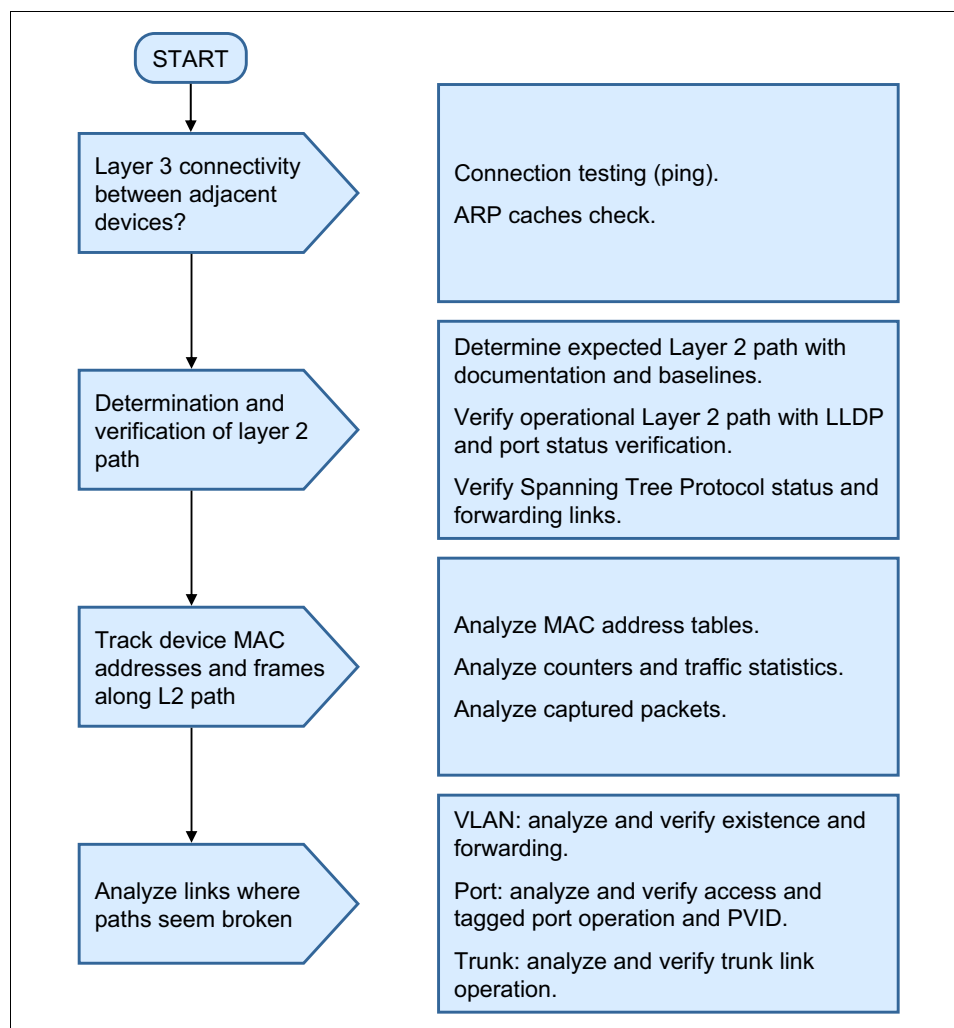 START
Layer 3 connectivity
between adjacent
devices?
Connection testing (ping).
ARP caches check.
Determination and
verification of layer 2
path
Determine expected Layer 2 path with
documentation and baselines.
Verify operational Layer 2 path with LLDP
and port status verification.
Verify Spanning Tree Protocol status and
forwarding links.
Track device MAC
addresses and frames
along L2 path
Analyze MAC address tables.
Analyze counters and traffic statistics.
Analyze captured packets.
Analyze links where
paths seem broken
VLAN: analyze and verify existence and
forwarding.
Port: analyze and verify access and
tagged port operation and PVID.
Trunk: analyze and verify trunk link
operation.